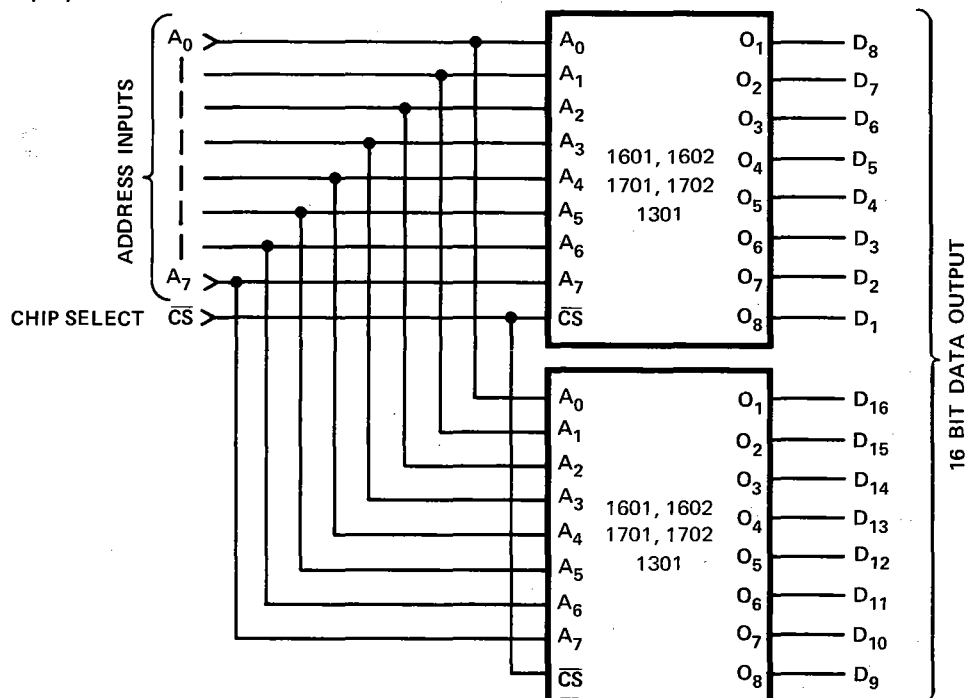 ADDRESS INPUTS
A0
A7
CHIP SELECT CS
A0 O1 D8
A1 O2 D7
A2 O3 D6
A3 O4 D5
A4 O5 D4
A5 O6 D3
A6 O7 D2
A7 O8 D1
CS
1601, 1602
1701, 1702
1301
A0 O1 D16
A1 O2 D15
A2 O3 D14
A3 O4 D13
A4 O5 D12
A5 O6 D11
A6 O7 D10
A7 O8 D9
CS
1601, 1602
1701, 1702
1301
16 BIT DATA OUTPUT